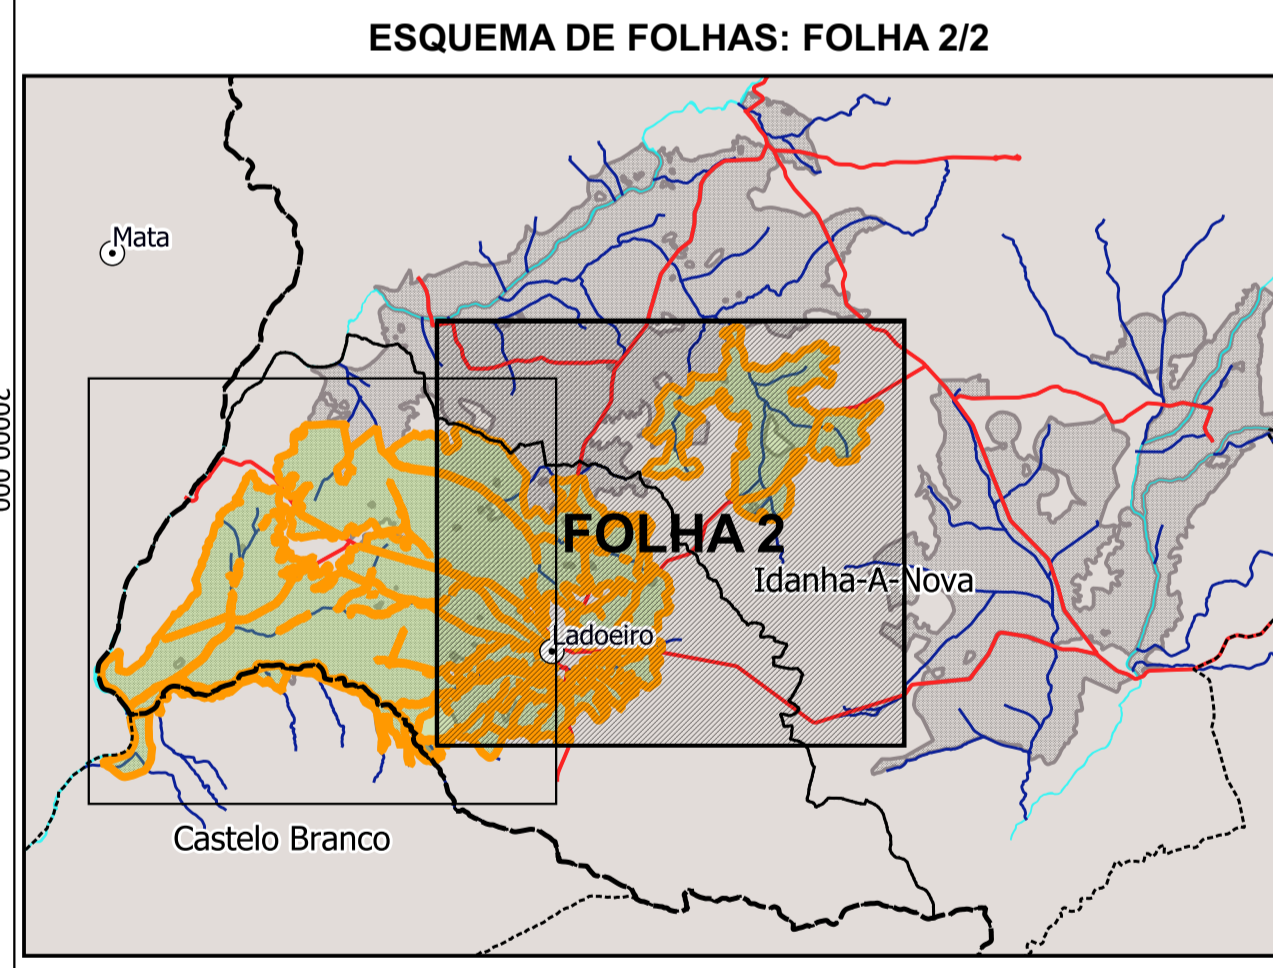 ESQUEMA DE FOLHAS: FOLHA 2/2
Mata
FOLHA 2
Idanha-A-Nova
Ladoeiro
Castelo Branco